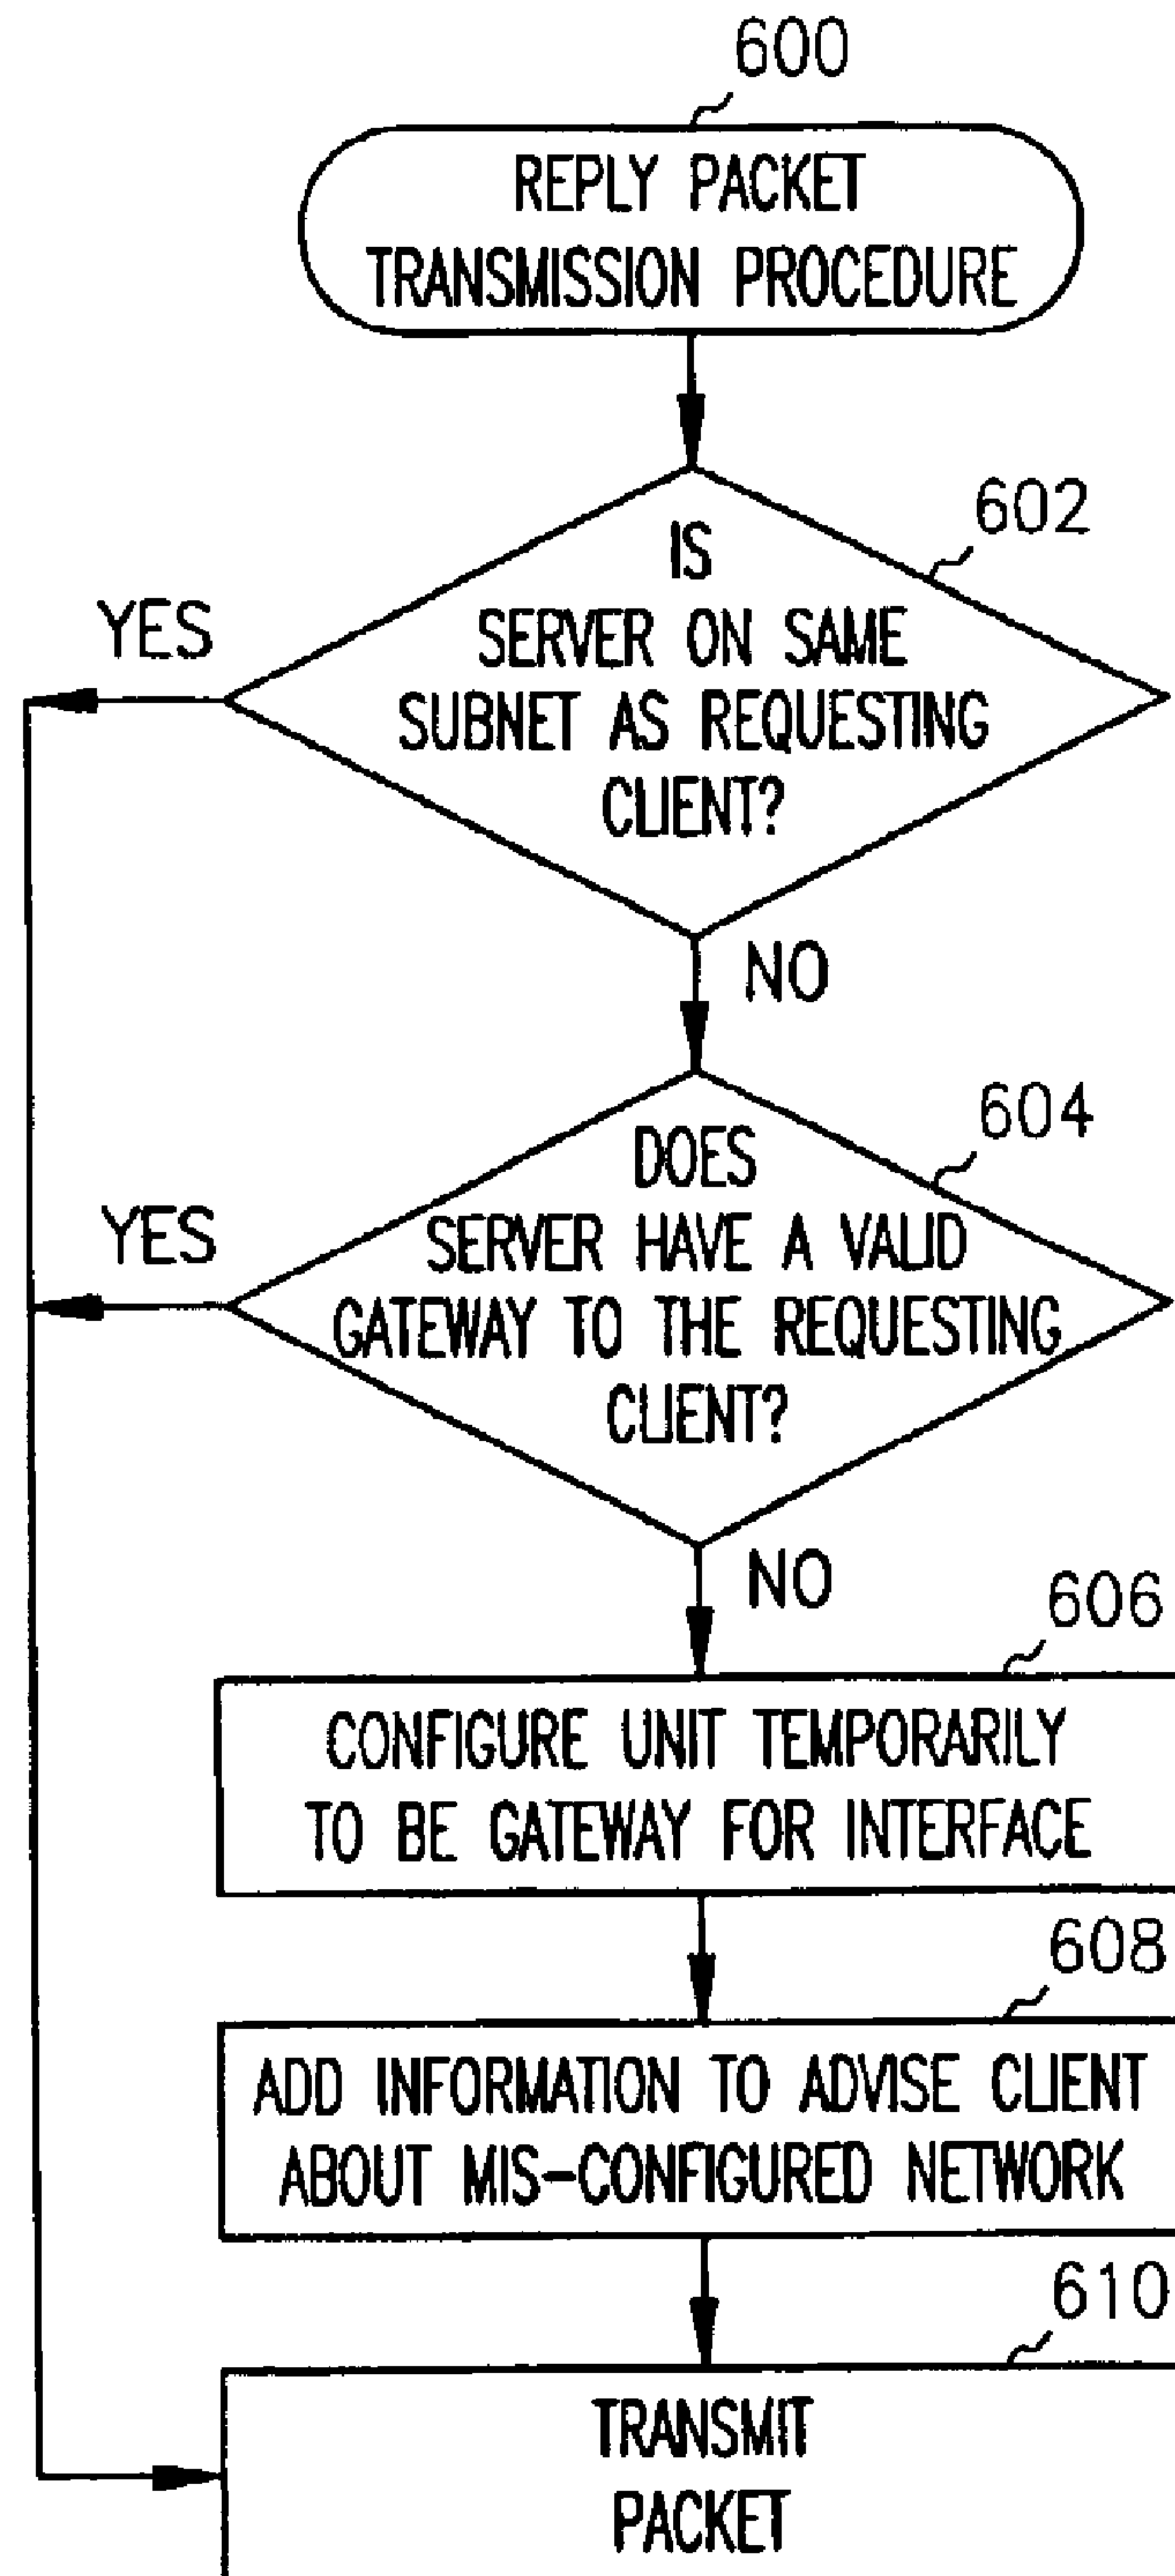 600
REPLY PACKET
TRANSMISSION PROCEDURE
602
IS
SERVER ON SAME
SUBNET AS REQUESTING
CLIENT?
YES
NO
604
DOES
SERVER HAVE A VALID
GATEWAY TO THE REQUESTING
CLIENT?
YES
NO
606
CONFIGURE UNIT TEMPORARILY
TO BE GATEWAY FOR INTERFACE
608
ADD INFORMATION TO ADVISE CLIENT
ABOUT MIS-CONFIGURED NETWORK
610
TRANSMIT
PACKET